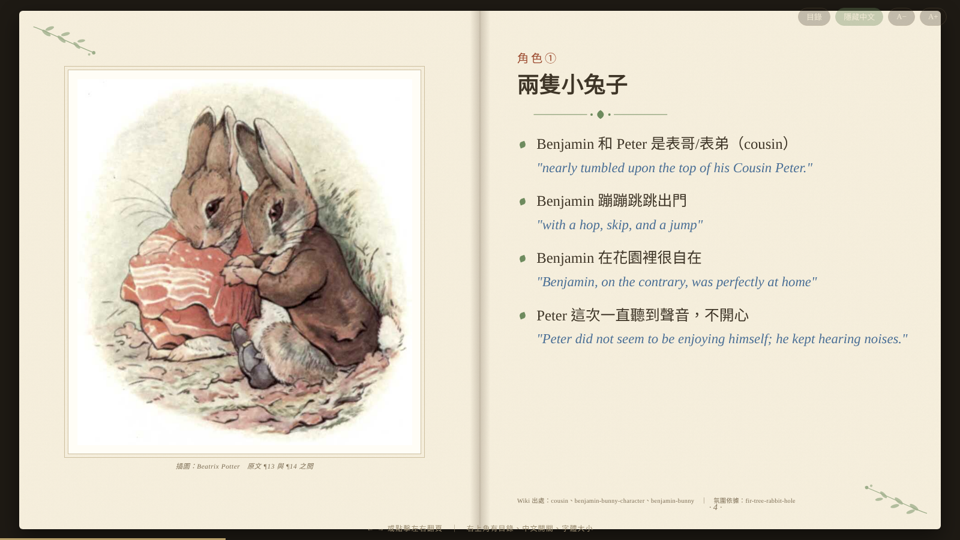 目錄 隱藏中文 A− A+
角色①
兩隻小兔子
Benjamin 和 Peter 是表哥/表弟（cousin）
"nearly tumbled upon the top of his Cousin Peter."
Benjamin 蹦蹦跳跳出門
"with a hop, skip, and a jump"
Benjamin 在花園裡很自在
"Benjamin, on the contrary, was perfectly at home"
Peter 這次一直聽到聲音，不開心
"Peter did not seem to be enjoying himself; he kept hearing noises."
插圖：Beatrix Potter 原文 ¶13 與 ¶14 之間
Wiki 出處：cousin、benjamin-bunny-character、benjamin-bunny ｜ 氛圍依據：fir-tree-rabbit-hole
· 4 ·